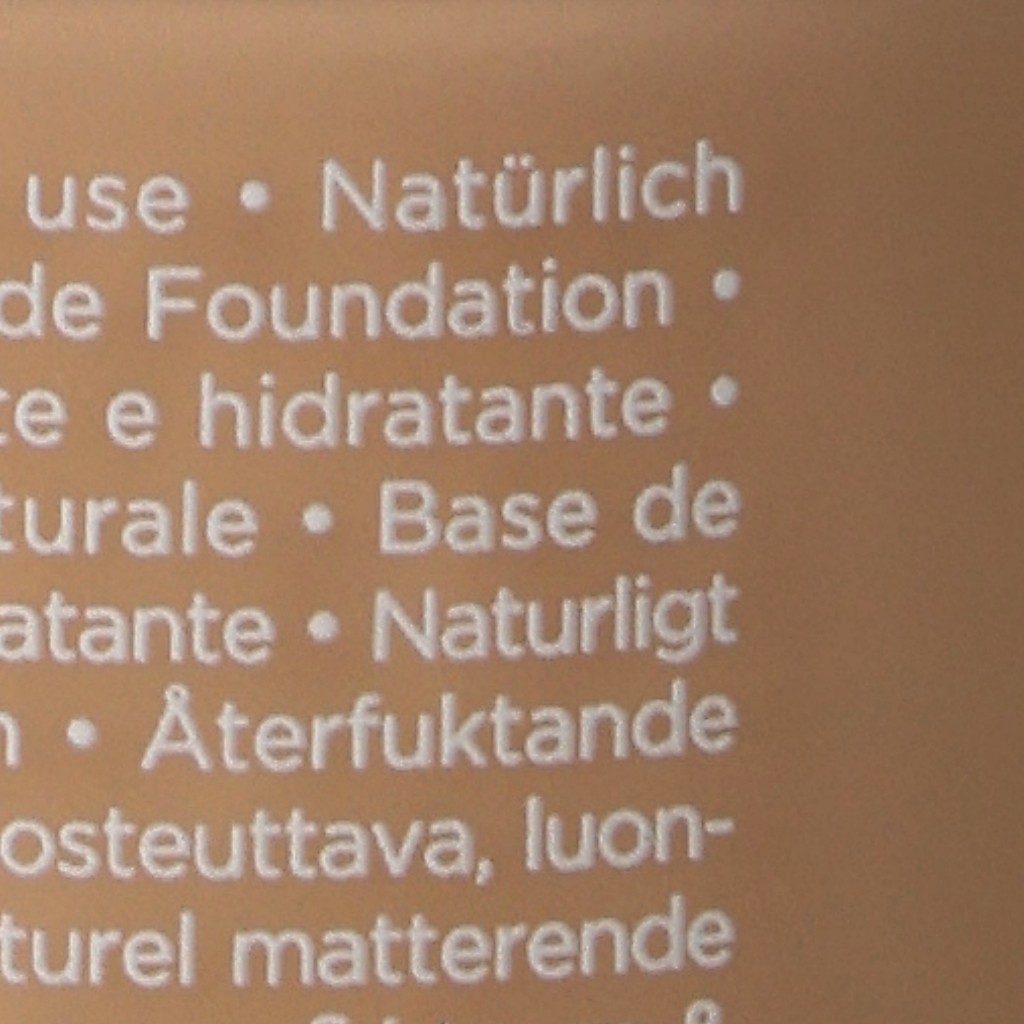 use • Natürlich
de Foundation •
te e hidratante •
turale • Base de
atante • Naturligt
n • Återfuktande
osteuttava, luon-
turel matterende